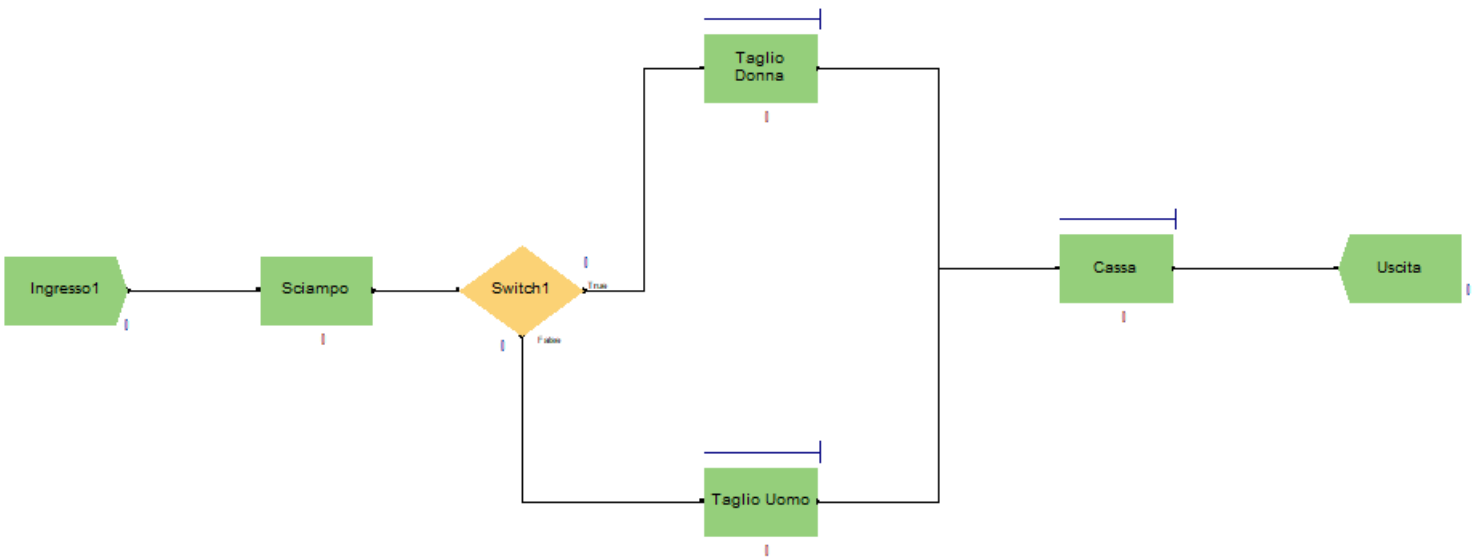 Taglio
Donna
Ingresso1
Sciampo
Switch1
True
False
Taglio Uomo
Cassa
Uscita